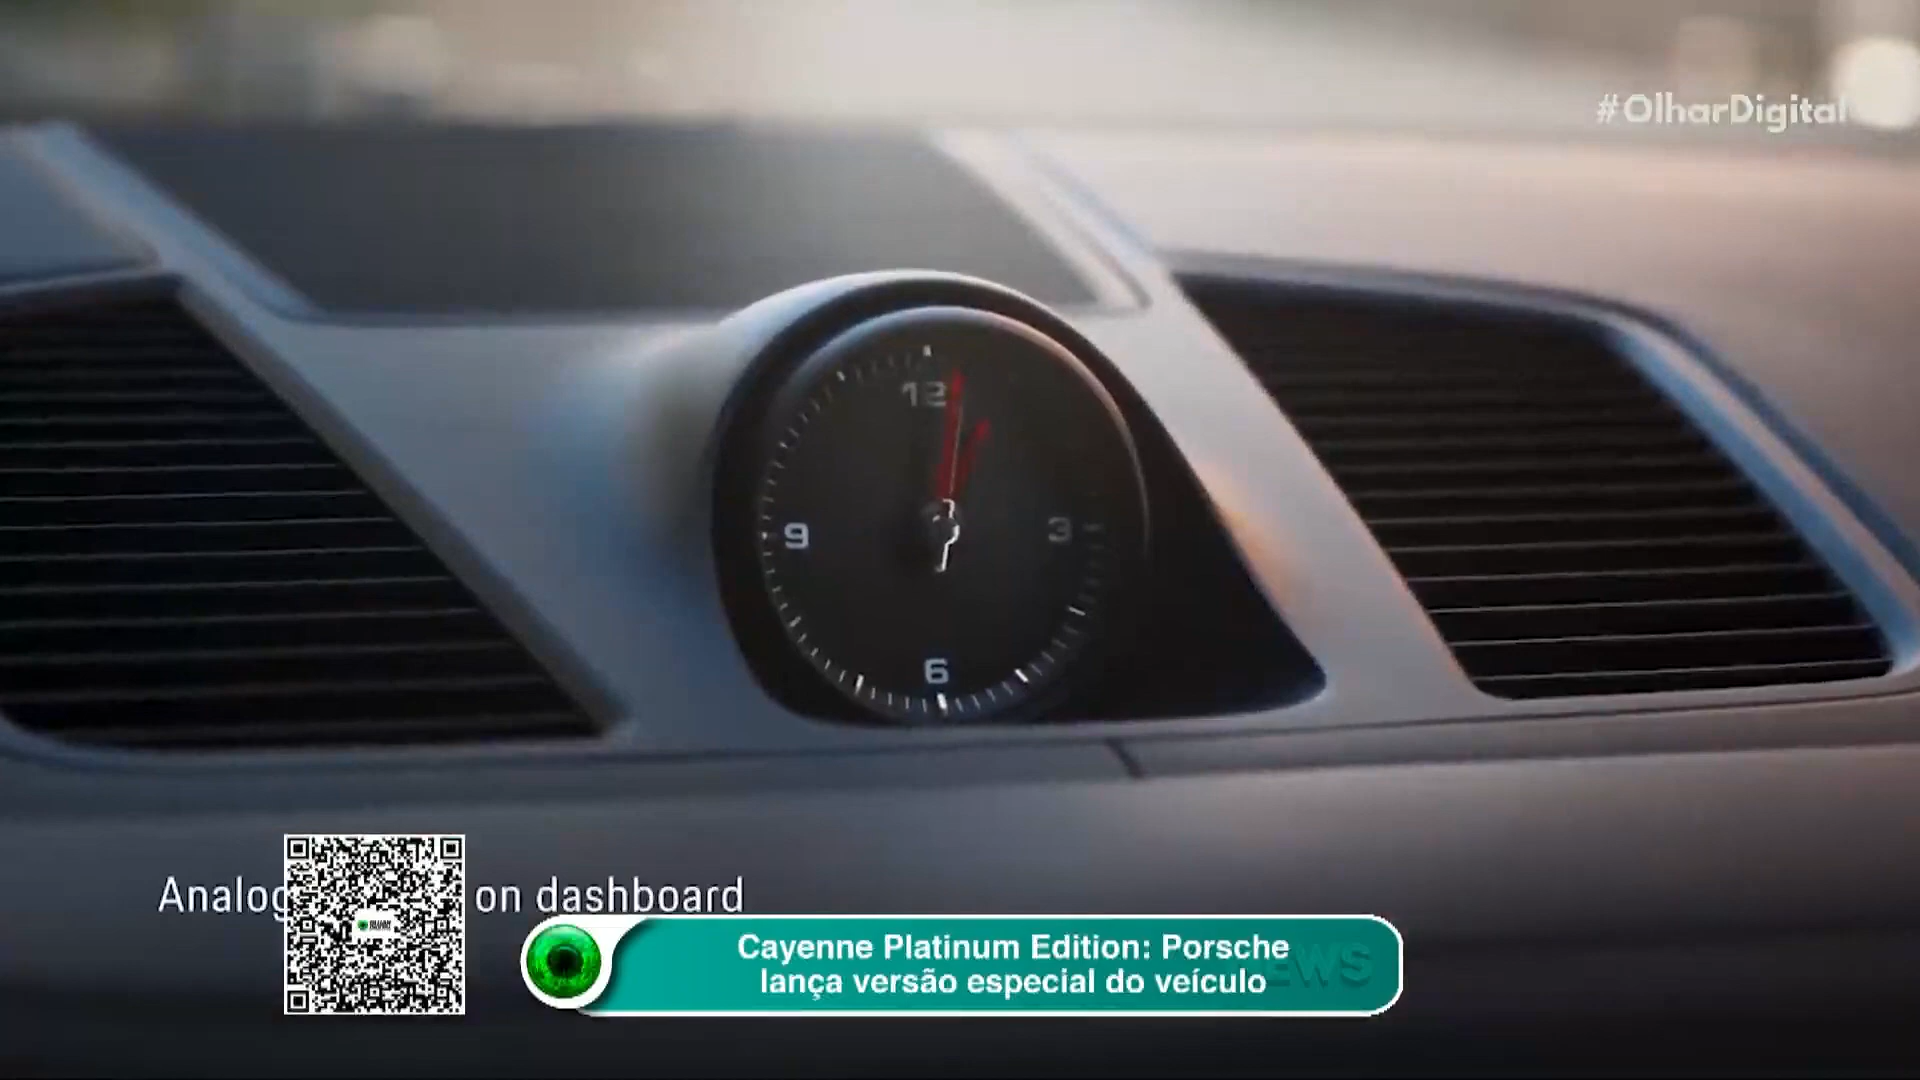 #OlharDigital
12
9
3
6
Analog
on dashboard
Cayenne Platinum Edition: Porsche
lança versão especial do veículo